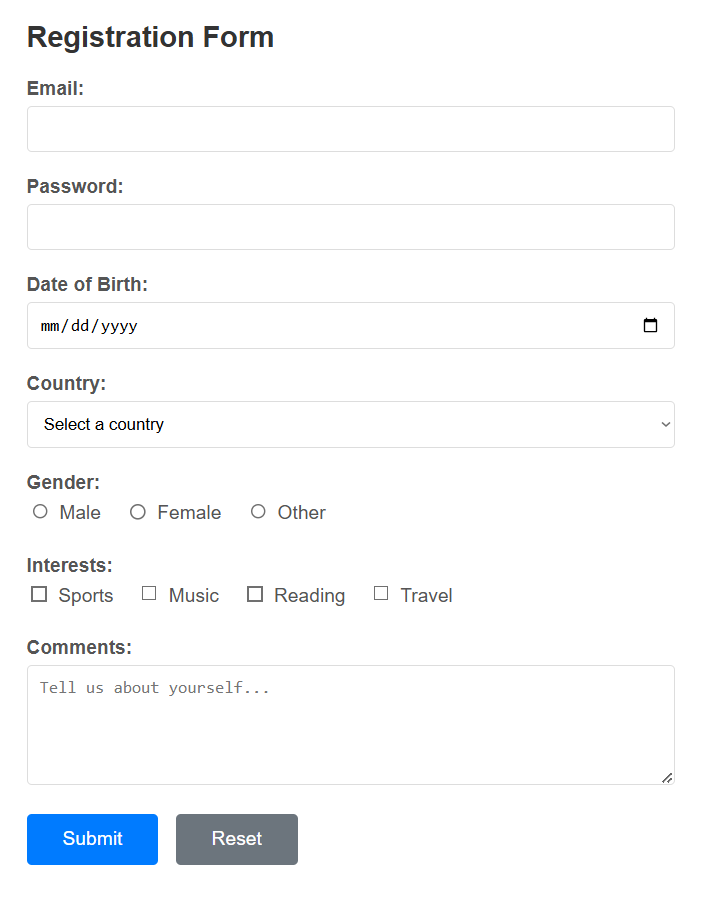 Registration Form
Email:
Password:
Date of Birth:
mm/dd/yyyy
Country:
Select a country
Gender:
Male Female Other
Interests:
Sports Music Reading Travel
Comments:
Tell us about yourself...
Submit Reset